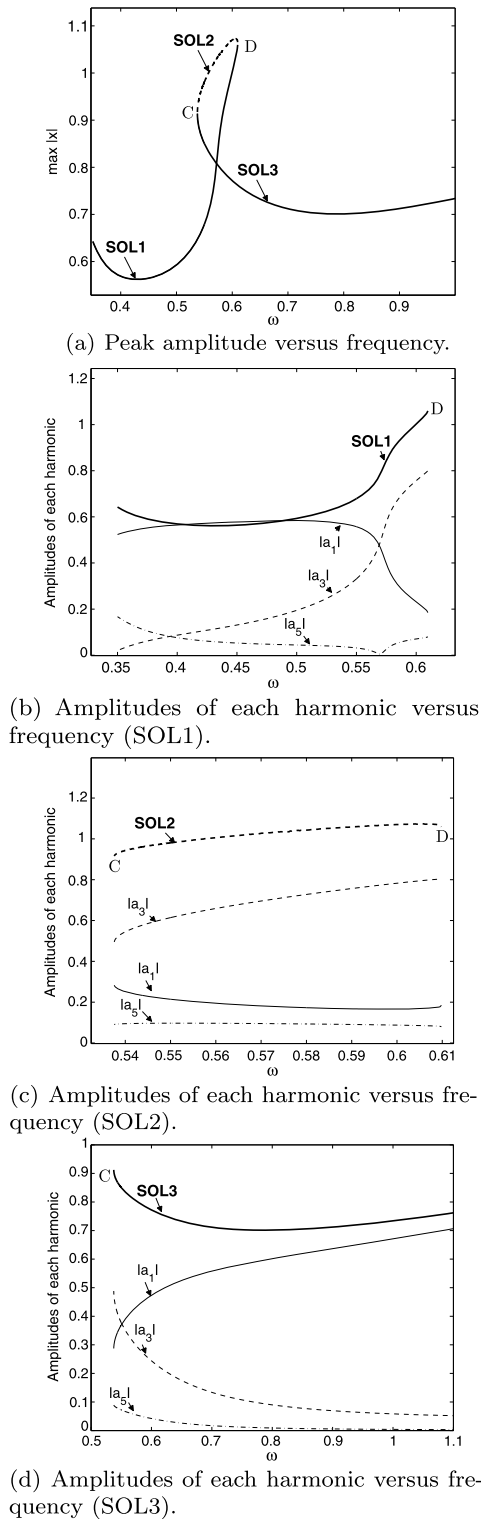 1.1
1
0.9
0.8
0.7
0.6
max |x|
SOL2
D
C
SOL3
SOL1
0.4 0.5 0.6 0.7 0.8 0.9
ω
(a) Peak amplitude versus frequency.
1.2
1
0.8
0.6
0.4
0.2
0
Amplitudes of each harmonic
D
SOL1
|a1|
|a3|
|a5|
0.35 0.4 0.45 0.5 0.55 0.6
ω
(b) Amplitudes of each harmonic versus
frequency (SOL1).
1.2
1
0.8
0.6
0.4
0.2
0
Amplitudes of each harmonic
SOL2
D
C
|a3|
|a1|
|a5|
0.54 0.55 0.56 0.57 0.58 0.59 0.6 0.61
ω
(c) Amplitudes of each harmonic versus fre-
quency (SOL2).
1
0.9
0.8
0.7
0.6
0.5
0.4
0.3
0.2
0.1
0
Amplitudes of each harmonic
C
SOL3
|a1|
|a3|
|a5|
0.5 0.6 0.7 0.8 0.9 1 1.1
ω
(d) Amplitudes of each harmonic versus fre-
quency (SOL3).